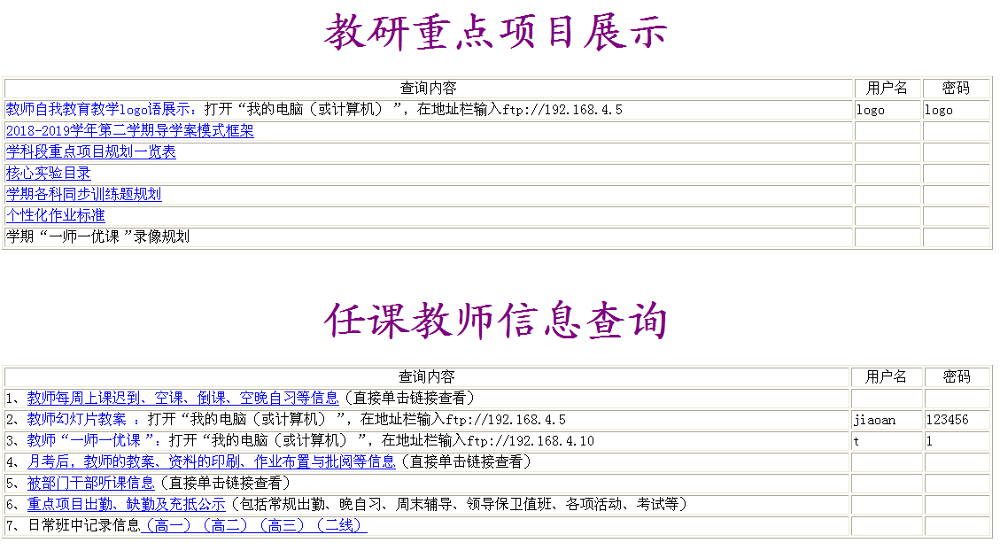 教研重点项目展示
查询内容 用户名 密码
教师自我教育教学logo语展示：打开“我的电脑（或计算机）”，在地址栏输入ftp://192.168.4.5 logo logo
2018-2019学年第二学期导学案模式框架
学科段重点项目规划一览表
核心实验目录
学期各科同步训练题规划
个性化作业标准
学期“一师一优课”录像规划
任课教师信息查询
查询内容 用户名 密码
1、教师每周上课迟到、空课、倒课、空晚自习等信息（直接单击链接查看）
2、教师幻灯片教案 ：打开“我的电脑（或计算机）”，在地址栏输入ftp://192.168.4.5 jiaoan 123456
3、教师“一师一优课”：打开“我的电脑（或计算机）”，在地址栏输入ftp://192.168.4.10 t 1
4、月考后，教师的教案、资料的印刷、作业布置与批阅等信息（直接单击链接查看）
5、被部门干部听课信息（直接单击链接查看）
6、重点项目出勤、缺勤及充抵公示（包括常规出勤、晚自习、周末辅导、领导保卫值班、各项活动、考试等）
7、日常班中记录信息（高一）（高二）（高三）（二线）